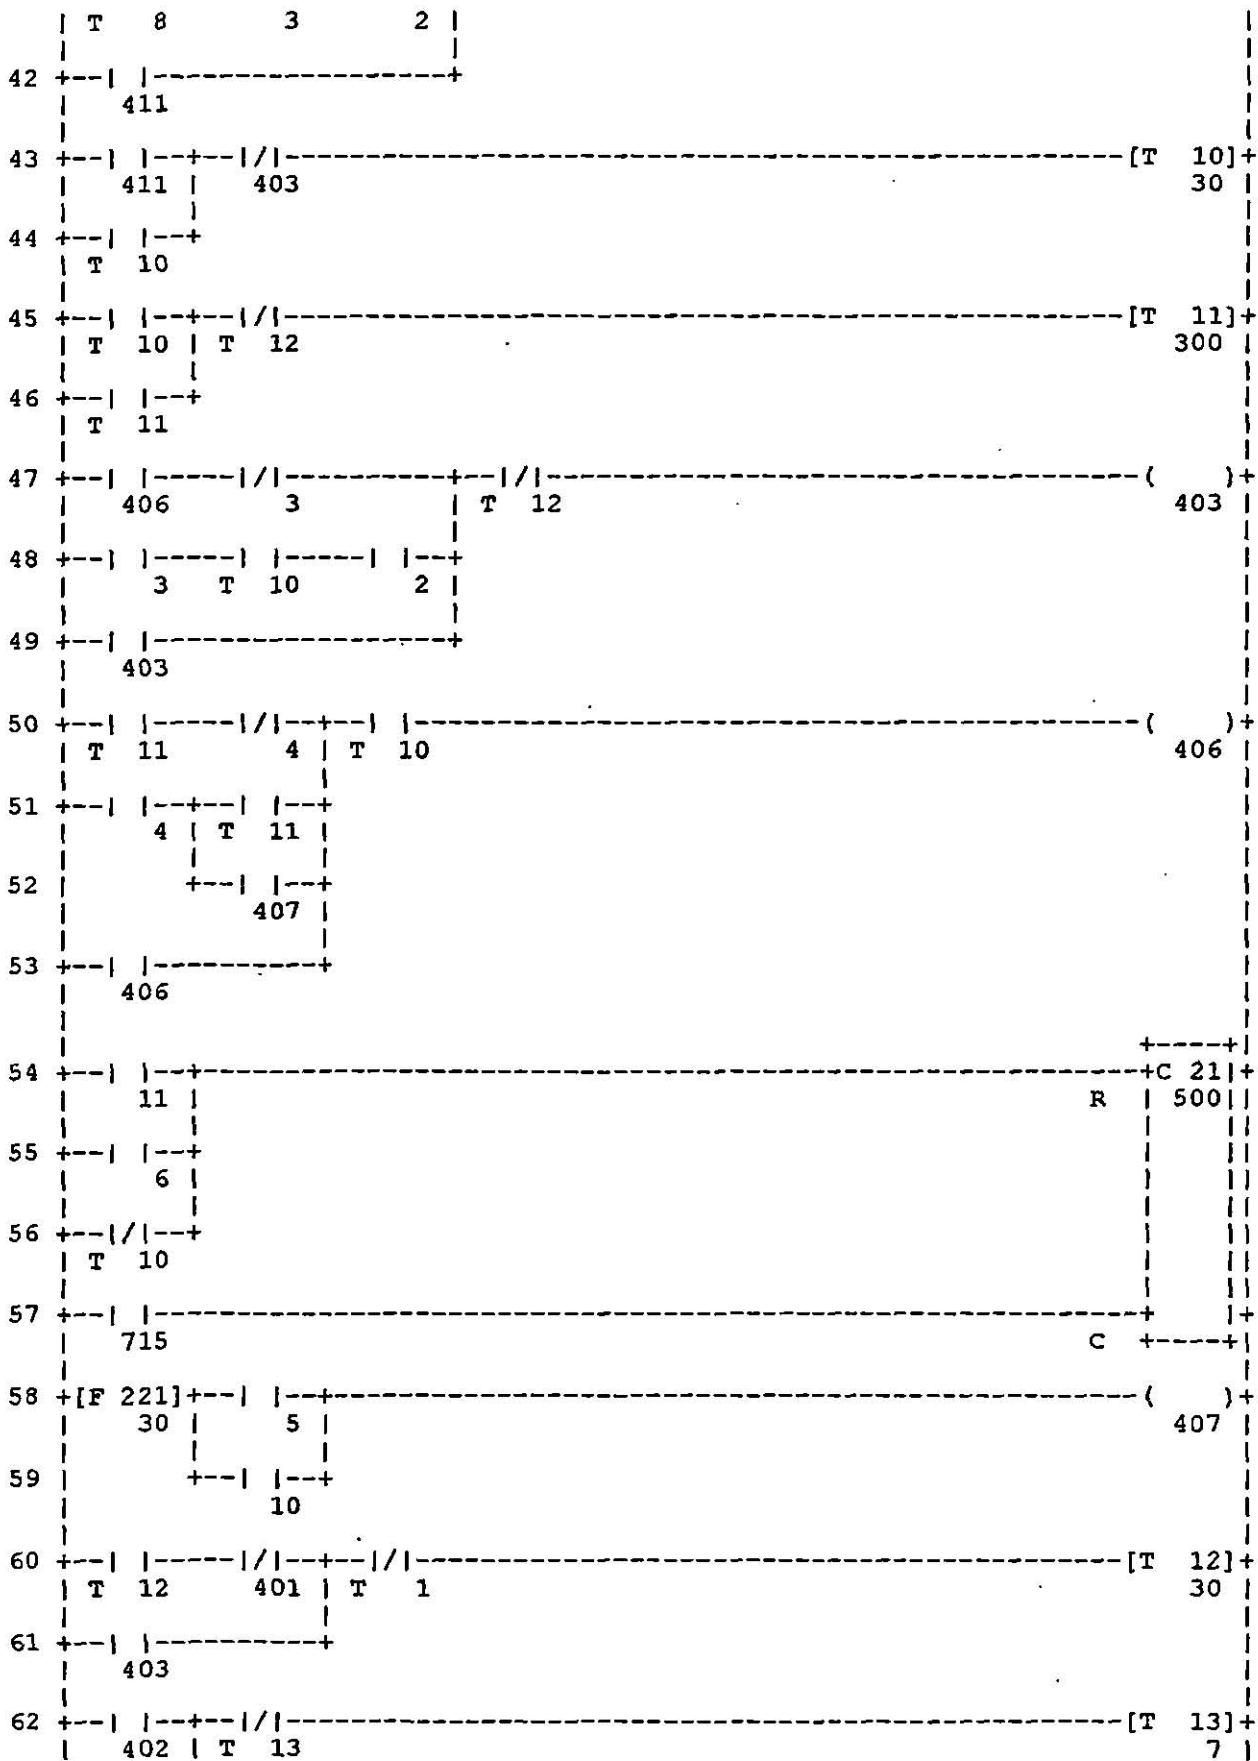 T 8 3 2
42 +--| |------------------+
411
43 +--| |--+--|/|----------------------------------------------------[T 10]+
411 | 403 30
44 +--| |--+
T 10
45 +--| |--+--|/|----------------------------------------------------[T 11]+
T 10 | T 12 300
46 +--| |--+
T 11
47 +--| |-----|/|----------+--|/|------------------------------------( )+
406 3 | T 12 403
48 +--| |-----| |-----| |--+
3 T 10 2
49 +--| |------------------+
403
50 +--| |-----|/|--+--| |--------------------------------------------( )+
T 11 4 | T 10 406
51 +--| |--+--| |--+
4 | T 11
52 +--| |--+
407
53 +--| |----------+
406
+----+
54 +--| |--+---------------------------------------------------------+C 21|+
11 R | 500|
55 +--| |--+
6
56 +--|/|--+
T 10
57 +--| |------------------------------------------------------------+ |+
715 C +----+
58 +[F 221]+--| |--+-------------------------------------------------( )+
30 | 5 407
59 +--| |--+
10
60 +--| |-----|/|--+--|/|--------------------------------------------[T 12]+
T 12 401 | T 1 30
61 +--| |----------+
403
62 +--| |--+--|/|----------------------------------------------------[T 13]+
402 | T 13 7